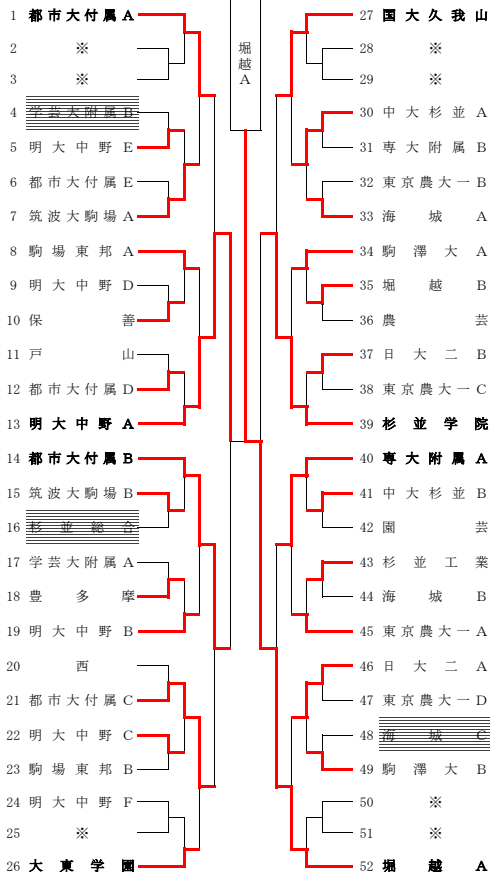 堀越A
1 都市大付属A
2 ※
3 ※
4 学芸大附属B
5 明大中野E
6 都市大付属E
7 筑波大駒場A
8 駒場東邦A
9 明大中野D
10 保善
11 戸山
12 都市大付属D
13 明大中野A
14 都市大付属B
15 筑波大駒場B
16 杉並総合
17 学芸大附属A
18 豊多摩
19 明大中野B
20 西
21 都市大付属C
22 明大中野C
23 駒場東邦B
24 明大中野F
25 ※
26 大東学園
27 国大久我山
28 ※
29 ※
30 中大杉並A
31 専大附属B
32 東京農大一B
33 海城A
34 駒澤大A
35 堀越B
36 農芸
37 日大二B
38 東京農大一C
39 杉並学院
40 専大附属A
41 中大杉並B
42 園芸
43 杉並工業
44 海城B
45 東京農大一A
46 日大二A
47 東京農大一D
48 海城C
49 駒澤大B
50 ※
51 ※
52 堀越A